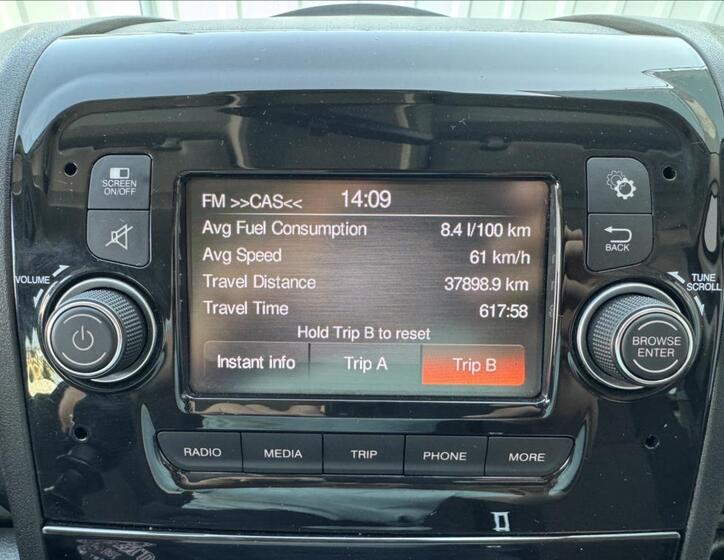 SCREEN
ON/OFF
FM >>CAS<< 14:09
Avg Fuel Consumption 8.4 l/100 km
Avg Speed 61 km/h
Travel Distance 37898.9 km
Travel Time 617:58
Hold Trip B to reset
Instant info Trip A Trip B
BACK
VOLUME
TUNE
SCROLL
BROWSE
ENTER
RADIO MEDIA TRIP PHONE MORE